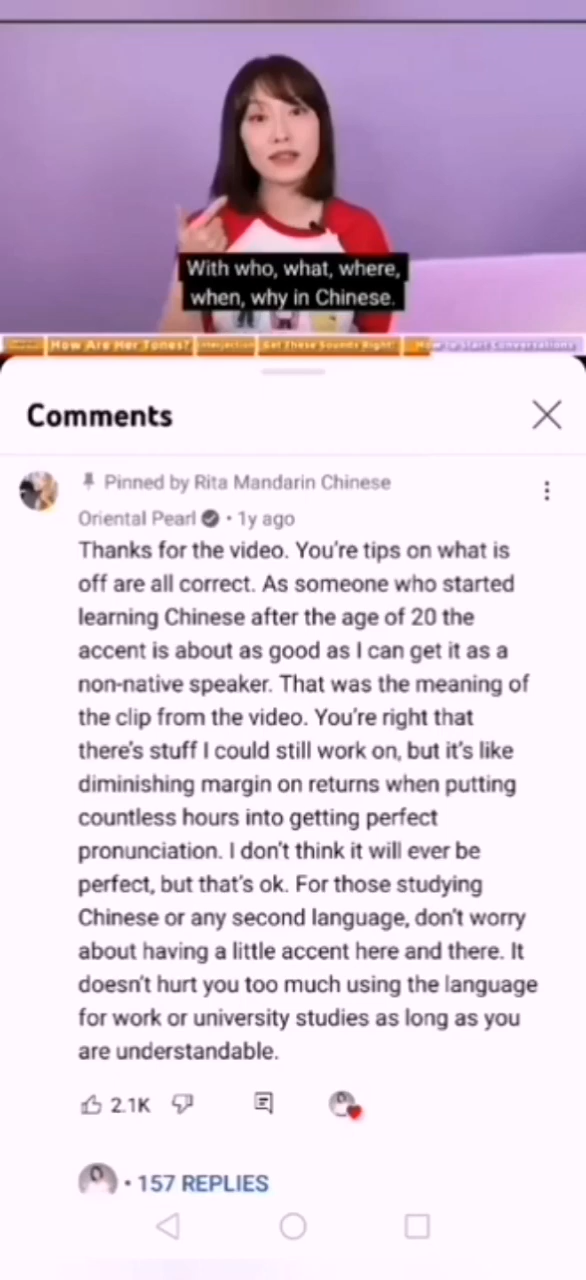 With who, what, where,
when, why in Chinese.
How Are Her Tones? Interjection Get These Sounds Right! How to Start Conversations
Comments
Pinned by Rita Mandarin Chinese
Oriental Pearl • 1y ago
Thanks for the video. You're tips on what is
off are all correct. As someone who started
learning Chinese after the age of 20 the
accent is about as good as I can get it as a
non-native speaker. That was the meaning of
the clip from the video. You're right that
there's stuff I could still work on, but it's like
diminishing margin on returns when putting
countless hours into getting perfect
pronunciation. I don't think it will ever be
perfect, but that's ok. For those studying
Chinese or any second language, don't worry
about having a little accent here and there. It
doesn't hurt you too much using the language
for work or university studies as long as you
are understandable.
2.1K
• 157 REPLIES